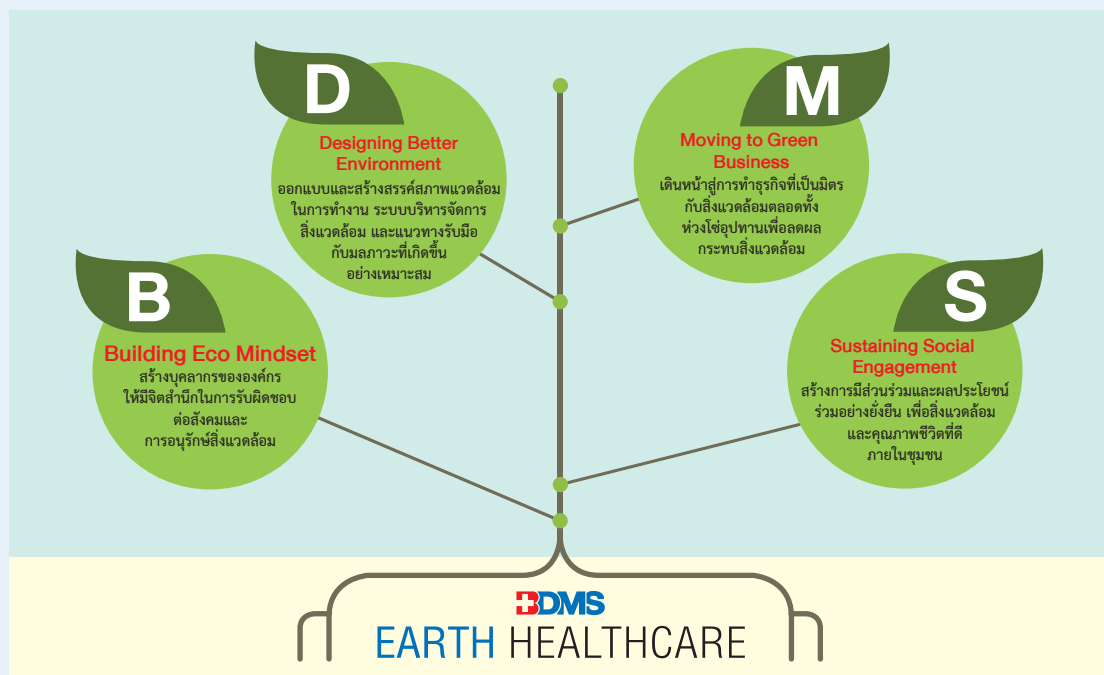 B
Building Eco Mindset
สร้างบุคลากรขององค์กร
ให้มีจิตสำนึกในการรับผิดชอบ
ต่อสังคมและ
การอนุรักษ์สิ่งแวดล้อม
D
Designing Better
Environment
ออกแบบและสร้างสรรค์สภาพแวดล้อม
ในการทำงาน ระบบบริหารจัดการ
สิ่งแวดล้อม และแนวทางรับมือ
กับมลภาวะที่เกิดขึ้น
อย่างเหมาะสม
M
Moving to Green
Business
เดินหน้าสู่การทำธุรกิจที่เป็นมิตร
กับสิ่งแวดล้อมตลอดทั้ง
ห่วงโซ่อุปทานเพื่อลดผล
กระทบสิ่งแวดล้อม
S
Sustaining Social
Engagement
สร้างการมีส่วนร่วมและผลประโยชน์
ร่วมอย่างยั่งยืน เพื่อสิ่งแวดล้อม
และคุณภาพชีวิตที่ดี
ภายในชุมชน
BDMS
EARTH HEALTHCARE